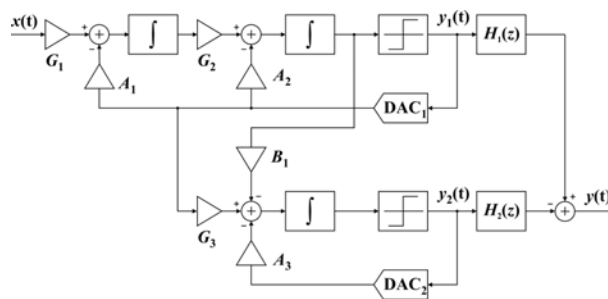 x(t)
G₁
∫
G₂
∫
y₁(t)
H₁(z)
A₁
A₂
DAC₁
B₁
G₃
∫
y₂(t)
H₂(z)
y(t)
A₃
DAC₂